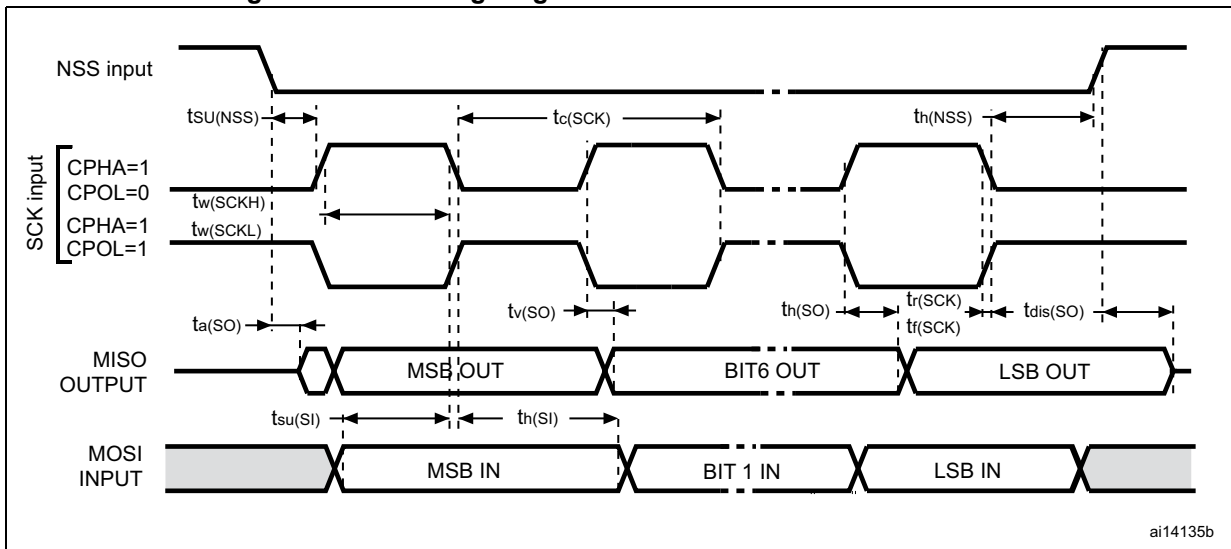 NSS input
tSU(NSS)
tc(SCK)
th(NSS)
SCK input
CPHA=1
CPOL=0
tw(SCKH)
CPHA=1
tw(SCKL)
CPOL=1
ta(SO)
tv(SO)
th(SO)
tr(SCK)
tf(SCK)
tdis(SO)
MISO
OUTPUT
MSB OUT
BIT6 OUT
LSB OUT
tsu(SI)
th(SI)
MOSI
INPUT
MSB IN
BIT 1 IN
LSB IN
ai14135b